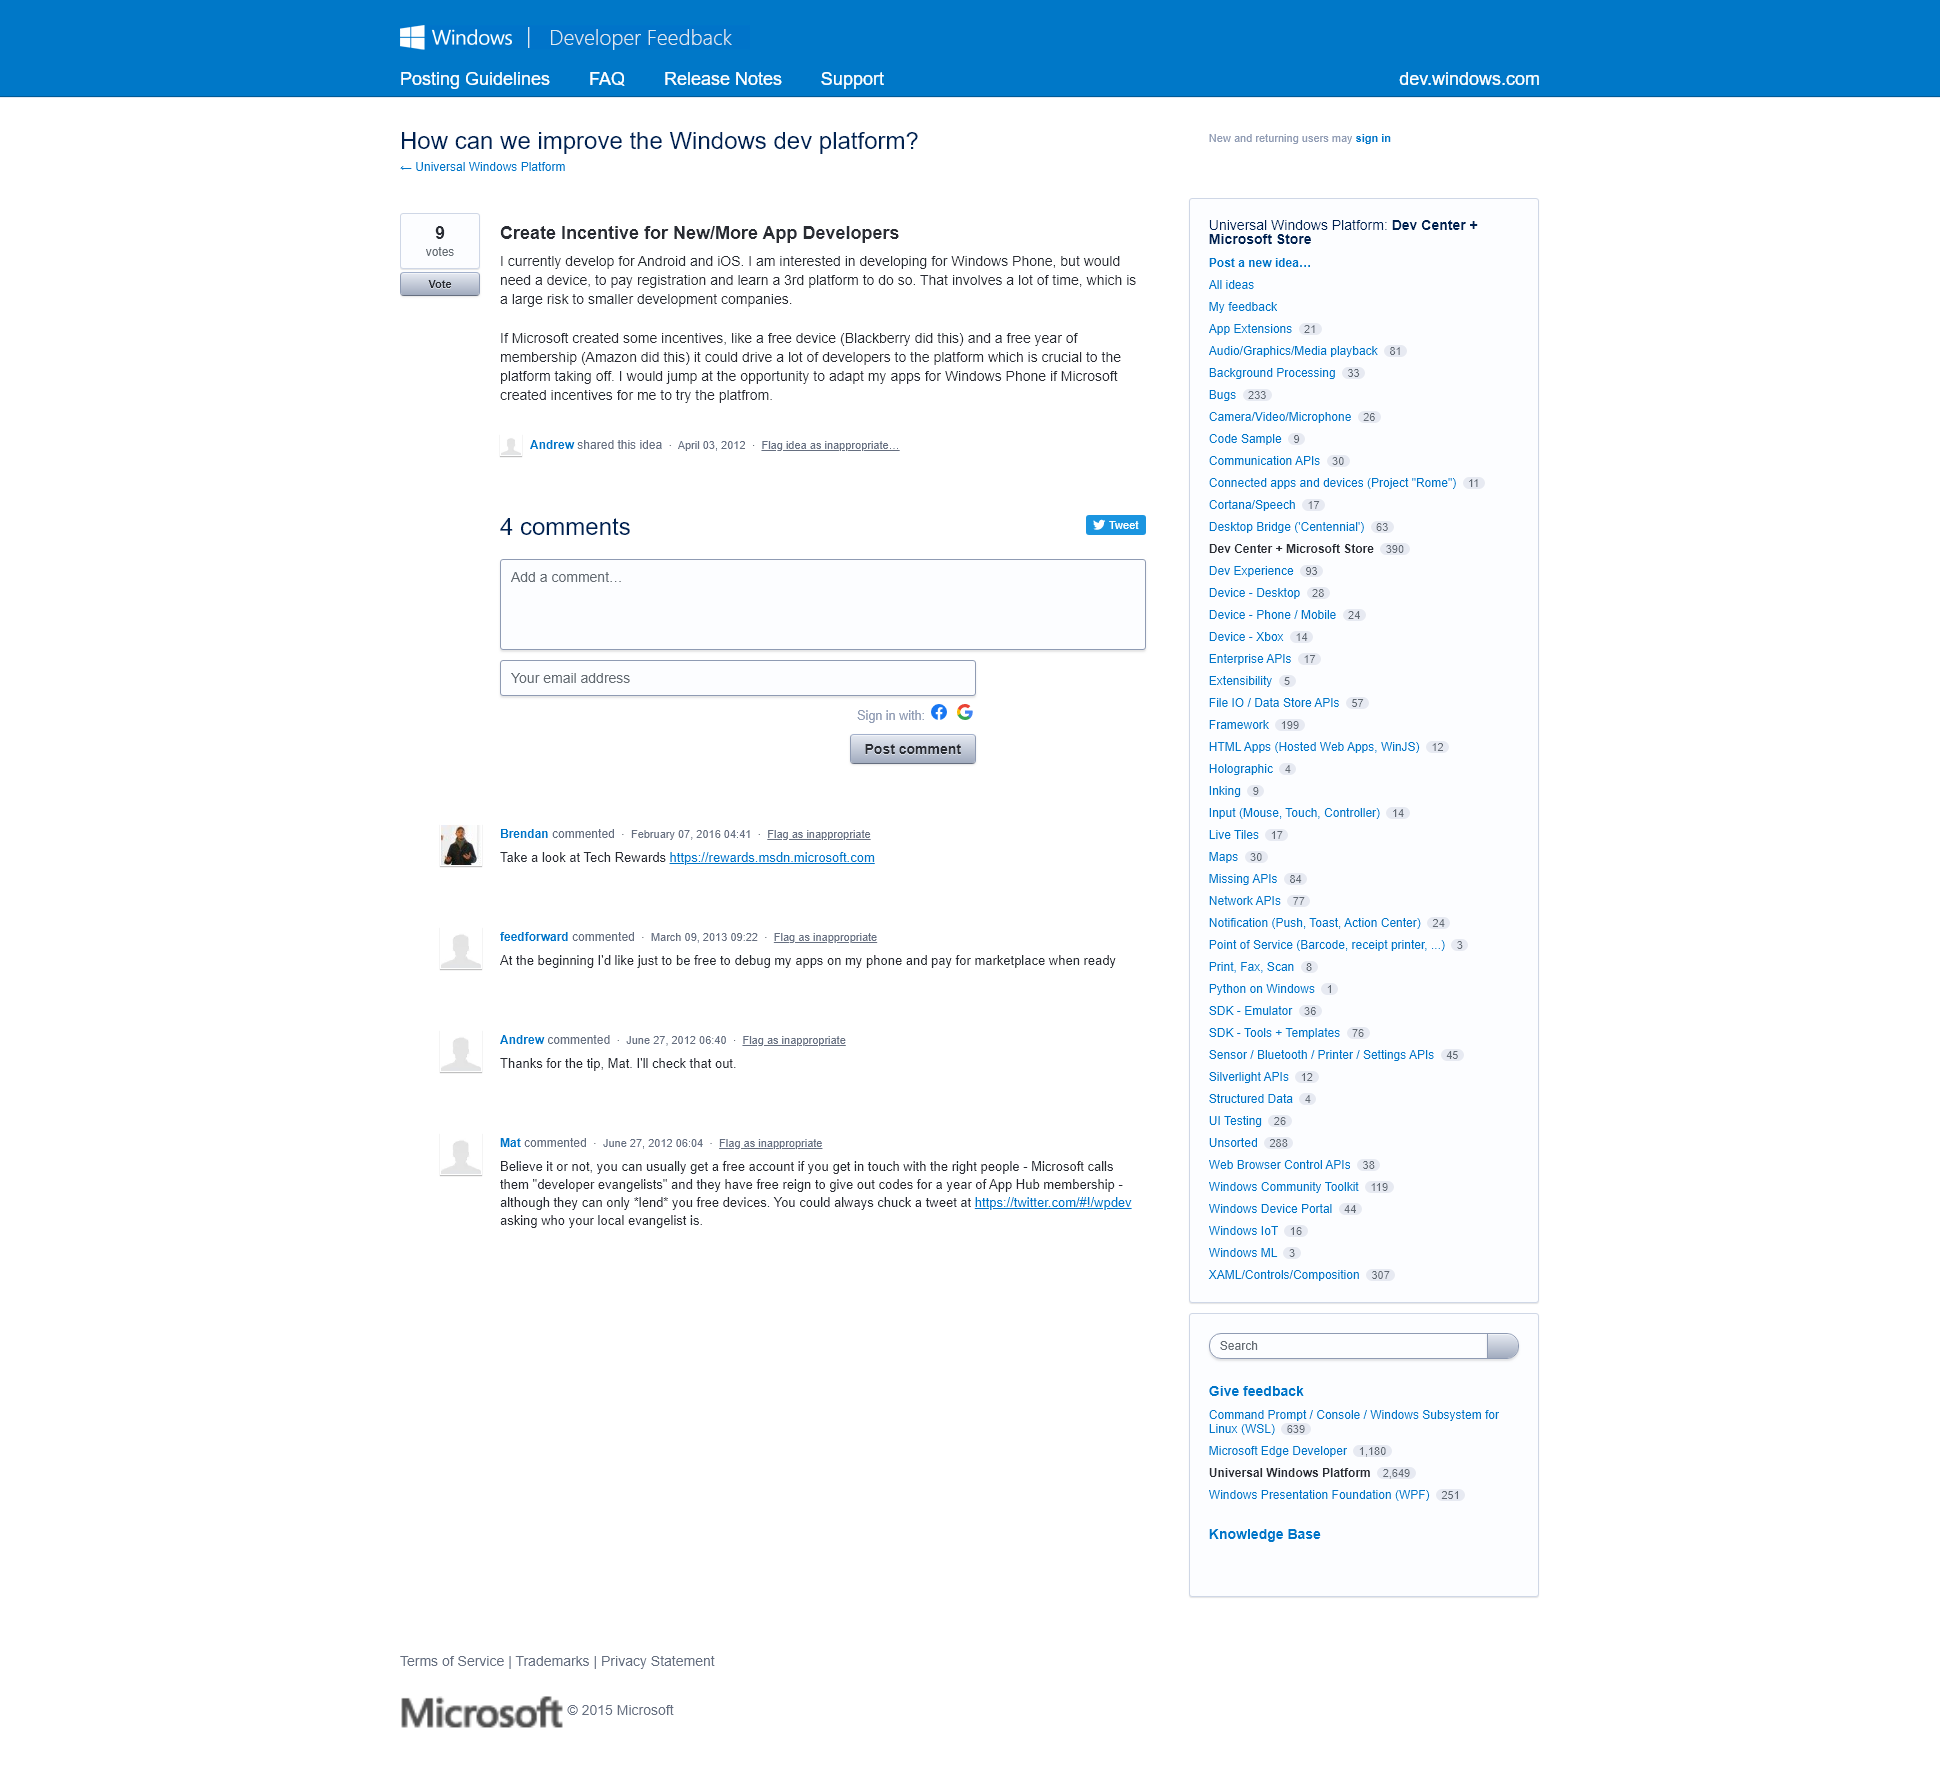 Windows | Developer Feedback
Posting Guidelines FAQ Release Notes Support dev.windows.com
How can we improve the Windows dev platform?
← Universal Windows Platform
New and returning users may sign in
9
votes
Vote
Create Incentive for New/More App Developers
I currently develop for Android and iOS. I am interested in developing for Windows Phone, but would
need a device, to pay registration and learn a 3rd platform to do so. That involves a lot of time, which is
a large risk to smaller development companies.
If Microsoft created some incentives, like a free device (Blackberry did this) and a free year of
membership (Amazon did this) it could drive a lot of developers to the platform which is crucial to the
platform taking off. I would jump at the opportunity to adapt my apps for Windows Phone if Microsoft
created incentives for me to try the platfrom.
Andrew shared this idea · April 03, 2012 · Flag idea as inappropriate…
4 comments
Tweet
Add a comment…
Your email address
Sign in with:
Post comment
Brendan commented · February 07, 2016 04:41 · Flag as inappropriate
Take a look at Tech Rewards https://rewards.msdn.microsoft.com
feedforward commented · March 09, 2013 09:22 · Flag as inappropriate
At the beginning I'd like just to be free to debug my apps on my phone and pay for marketplace when ready
Andrew commented · June 27, 2012 06:40 · Flag as inappropriate
Thanks for the tip, Mat. I'll check that out.
Mat commented · June 27, 2012 06:04 · Flag as inappropriate
Believe it or not, you can usually get a free account if you get in touch with the right people - Microsoft calls
them "developer evangelists" and they have free reign to give out codes for a year of App Hub membership -
although they can only *lend* you free devices. You could always chuck a tweet at https://twitter.com/#!/wpdev
asking who your local evangelist is.
Universal Windows Platform: Dev Center +
Microsoft Store
Post a new idea…
All ideas
My feedback
App Extensions 21
Audio/Graphics/Media playback 81
Background Processing 33
Bugs 233
Camera/Video/Microphone 26
Code Sample 9
Communication APIs 30
Connected apps and devices (Project "Rome") 11
Cortana/Speech 17
Desktop Bridge ('Centennial') 63
Dev Center + Microsoft Store 390
Dev Experience 93
Device - Desktop 28
Device - Phone / Mobile 24
Device - Xbox 14
Enterprise APIs 17
Extensibility 5
File IO / Data Store APIs 57
Framework 199
HTML Apps (Hosted Web Apps, WinJS) 12
Holographic 4
Inking 9
Input (Mouse, Touch, Controller) 14
Live Tiles 17
Maps 30
Missing APIs 84
Network APIs 77
Notification (Push, Toast, Action Center) 24
Point of Service (Barcode, receipt printer, ...) 3
Print, Fax, Scan 8
Python on Windows 1
SDK - Emulator 36
SDK - Tools + Templates 76
Sensor / Bluetooth / Printer / Settings APIs 45
Silverlight APIs 12
Structured Data 4
UI Testing 26
Unsorted 288
Web Browser Control APIs 38
Windows Community Toolkit 119
Windows Device Portal 44
Windows IoT 16
Windows ML 3
XAML/Controls/Composition 307
Search
Give feedback
Command Prompt / Console / Windows Subsystem for
Linux (WSL) 639
Microsoft Edge Developer 1,180
Universal Windows Platform 2,649
Windows Presentation Foundation (WPF) 251
Knowledge Base
Terms of Service | Trademarks | Privacy Statement
Microsoft © 2015 Microsoft